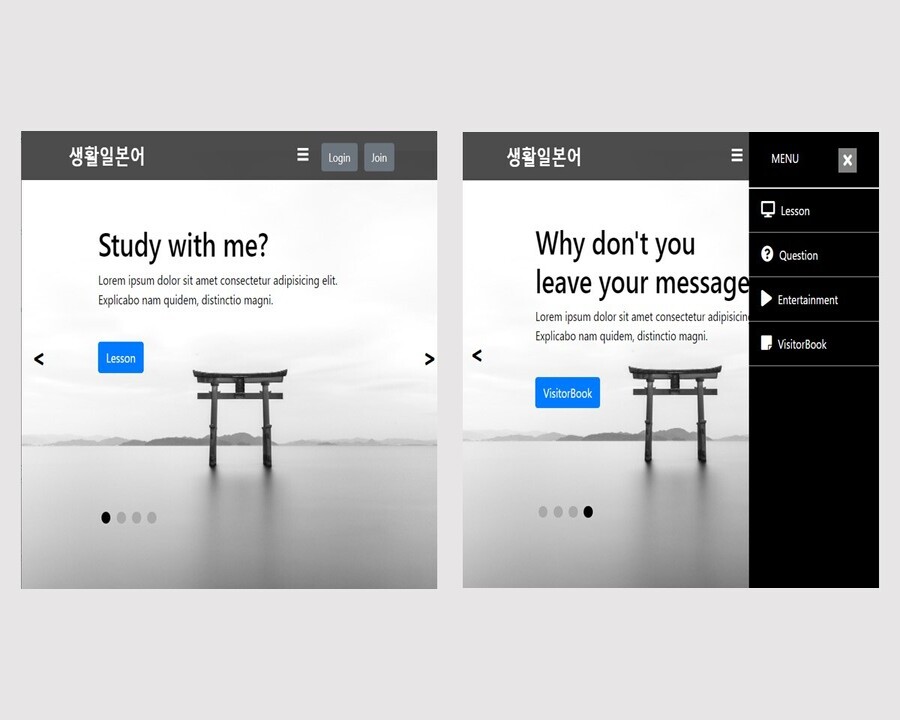 생활일본어
Login
Join
Study with me?
Lorem ipsum dolor sit amet consectetur adipisicing elit.
Explicabo nam quidem, distinctio magni.
Lesson
<
>
생활일본어
Why don't you
leave your message
Lorem ipsum dolor sit amet consectetur adipisicing
Explicabo nam quidem, distinctio magni.
VisitorBook
<
MENU
X
Lesson
Question
Entertainment
VisitorBook